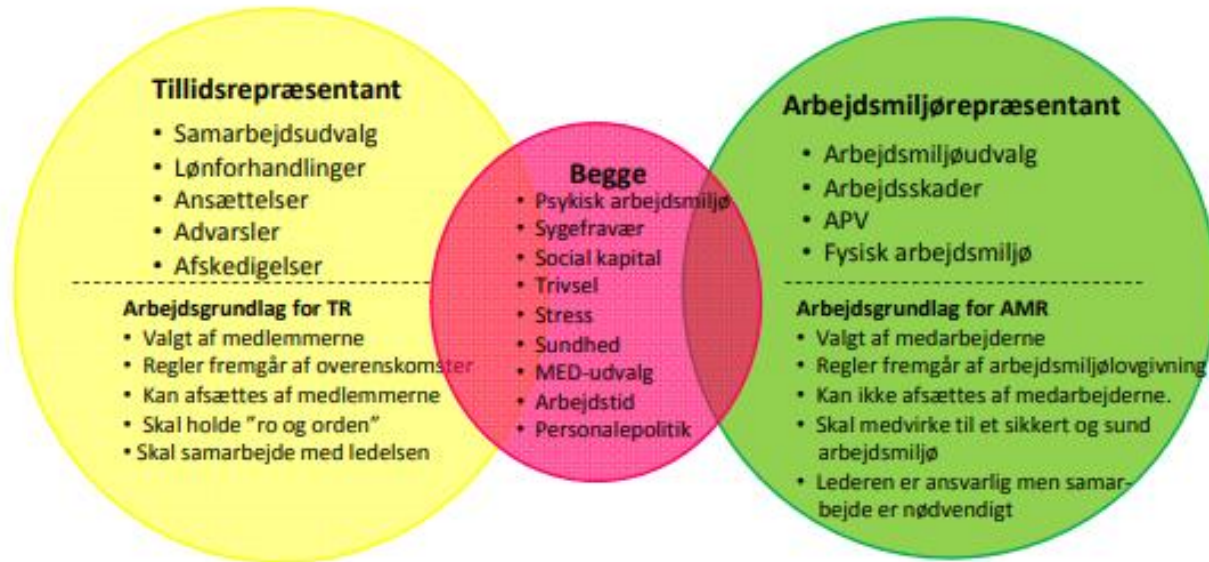 Tillidsrepræsentant
• Samarbejdsudvalg
• Lønforhandlinger
• Ansættelser
• Advarsler
• Afskedigelser
Arbejdsgrundlag for TR
• Valgt af medlemmerne
• Regler fremgår af overenskomster
• Kan afsættes af medlemmerne
• Skal holde ”ro og orden”
• Skal samarbejde med ledelsen
Begge
• Psykisk arbejdsmiljø
• Sygefravær
• Social kapital
• Trivsel
• Stress
• Sundhed
• MED-udvalg
• Arbejdstid
• Personalepolitik
Arbejdsmiljørepræsentant
• Arbejdsmiljøudvalg
• Arbejdsskader
• APV
• Fysisk arbejdsmiljø
Arbejdsgrundlag for AMR
• Valgt af medarbejderne
• Regler fremgår af arbejdsmiljølovgivning
• Kan ikke afsættes af medarbejderne.
• Skal medvirke til et sikkert og sund
arbejdsmiljø
• Lederen er ansvarlig men samar-
bejde er nødvendigt